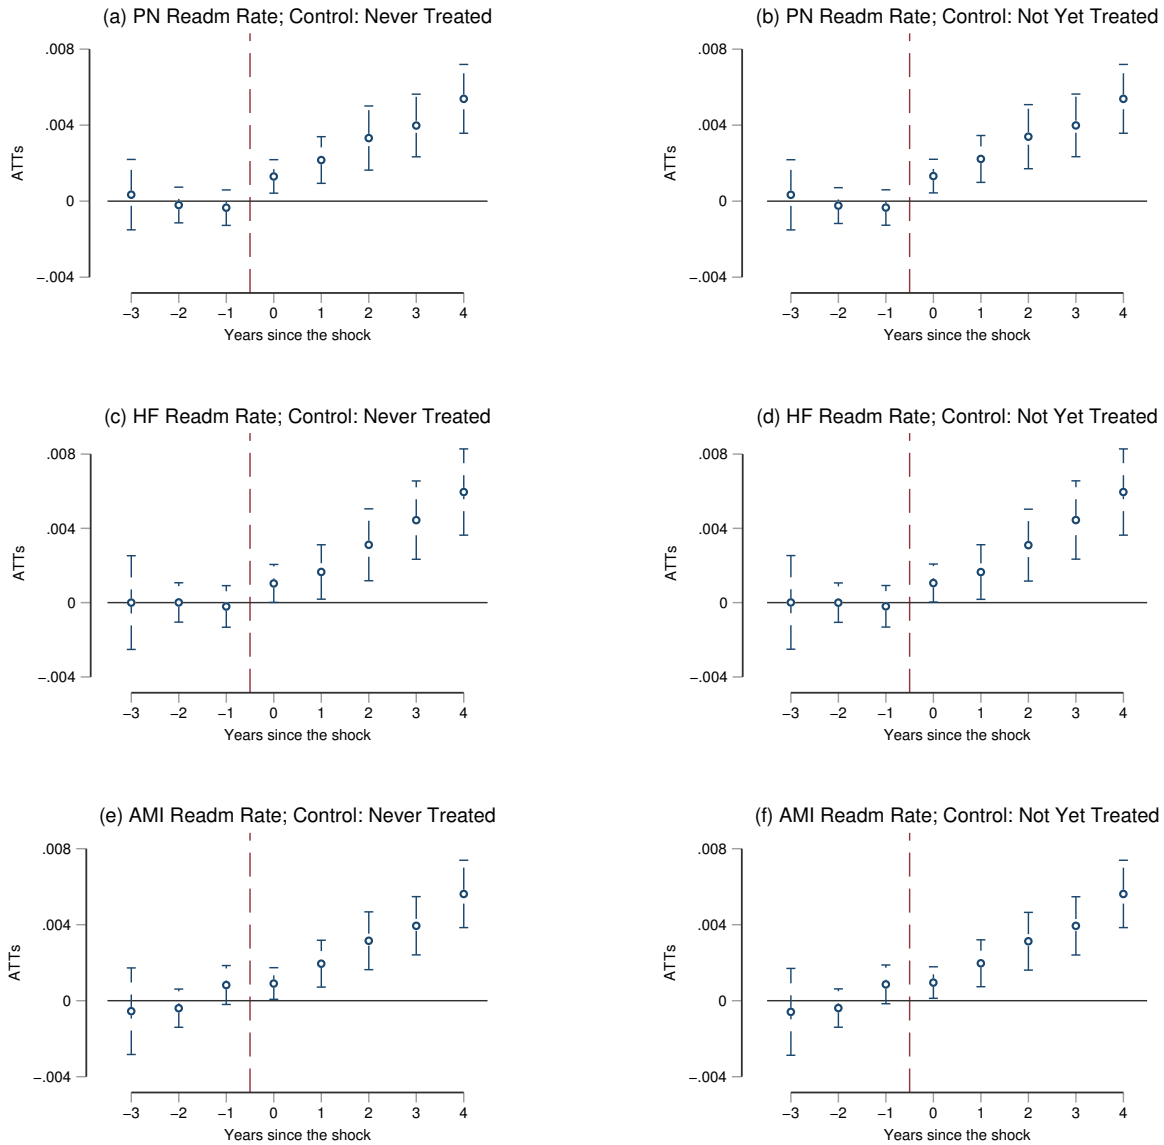 (a) PN Readm Rate; Control: Never Treated
.008
.004
0
−.004
ATTs
−3 −2 −1 0 1 2 3 4
Years since the shock
(b) PN Readm Rate; Control: Not Yet Treated
.008
.004
0
−.004
ATTs
−3 −2 −1 0 1 2 3 4
Years since the shock
(c) HF Readm Rate; Control: Never Treated
.008
.004
0
−.004
ATTs
−3 −2 −1 0 1 2 3 4
Years since the shock
(d) HF Readm Rate; Control: Not Yet Treated
.008
.004
0
−.004
ATTs
−3 −2 −1 0 1 2 3 4
Years since the shock
(e) AMI Readm Rate; Control: Never Treated
.008
.004
0
−.004
ATTs
−3 −2 −1 0 1 2 3 4
Years since the shock
(f) AMI Readm Rate; Control: Not Yet Treated
.008
.004
0
−.004
ATTs
−3 −2 −1 0 1 2 3 4
Years since the shock